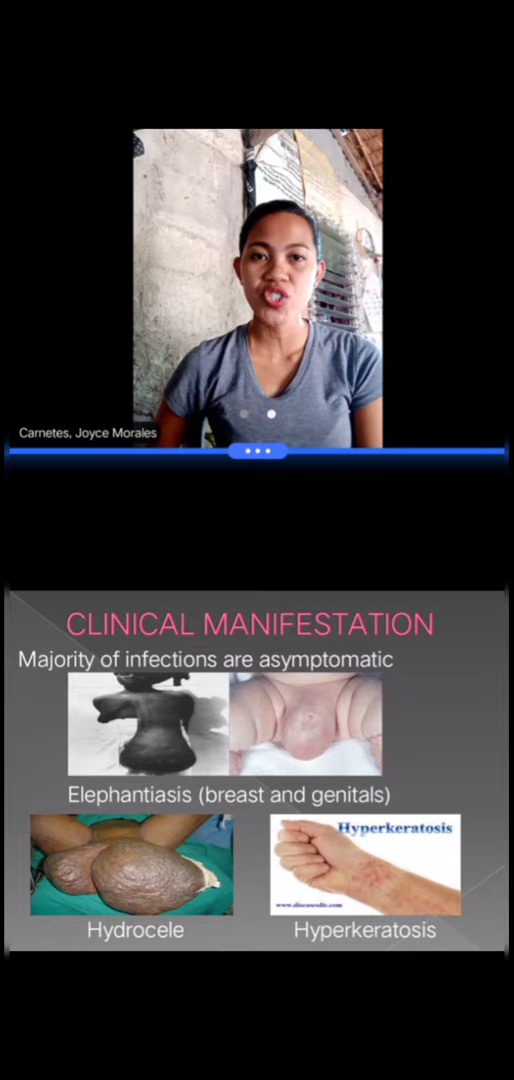 Carnetes, Joyce Morales
CLINICAL MANIFESTATION
Majority of infections are asymptomatic
Elephantiasis (breast and genitals)
Hyperkeratosis
www.diseasesdic.com
Hydrocele
Hyperkeratosis